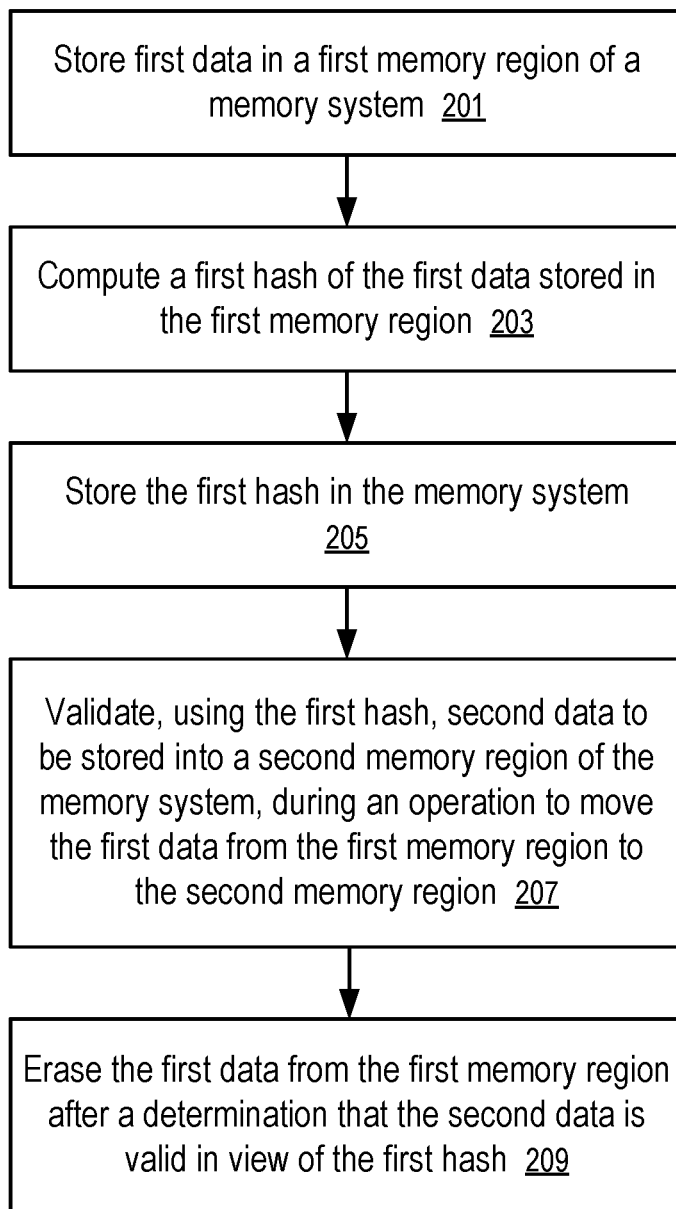 Store first data in a first memory region of a
memory system 201
Compute a first hash of the first data stored in
the first memory region 203
Store the first hash in the memory system
205
Validate, using the first hash, second data to
be stored into a second memory region of the
memory system, during an operation to move
the first data from the first memory region to
the second memory region 207
Erase the first data from the first memory region
after a determination that the second data is
valid in view of the first hash 209